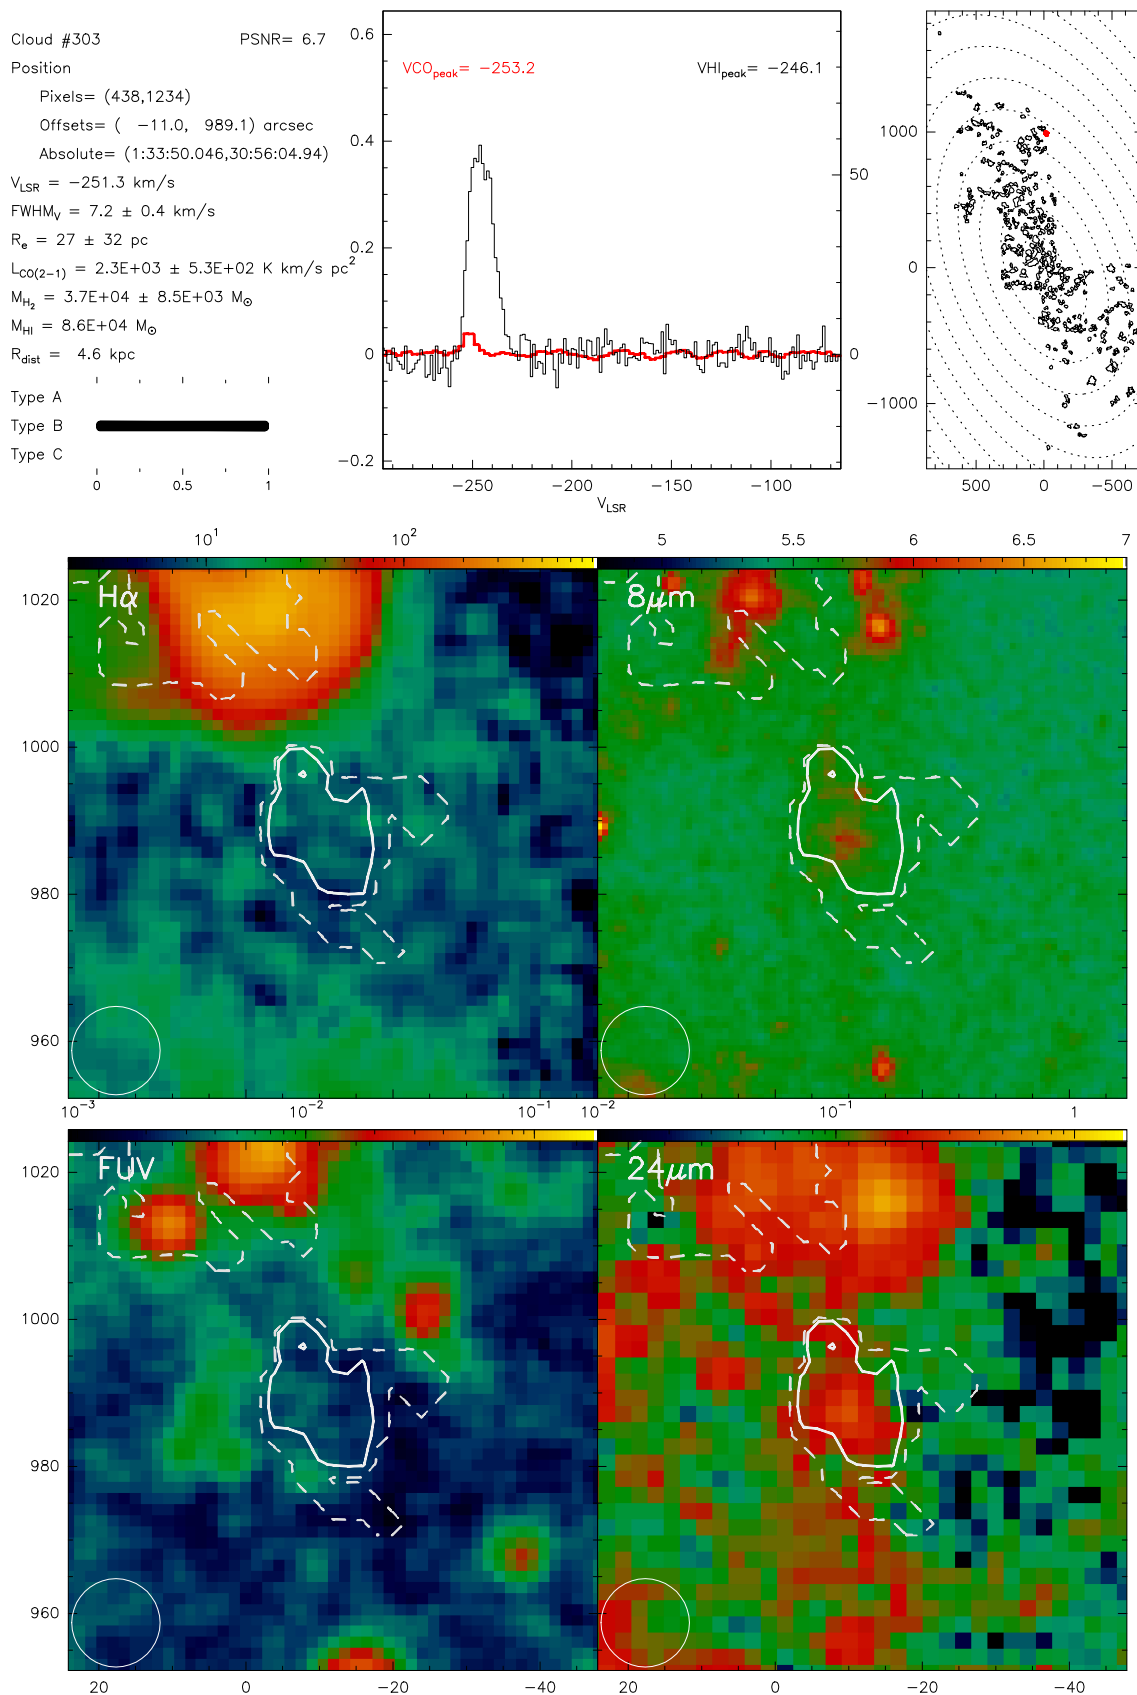 Cloud #303 PSNR= 6.7
Position
Pixels= (438,1234)
Offsets= ( -11.0, 989.1) arcsec
Absolute= (1:33:50.046,30:56:04.94)
V_LSR = -251.3 km/s
FWHM_V = 7.2 ± 0.4 km/s
R_e = 27 ± 32 pc
L_CO(2-1) = 2.3E+03 ± 5.3E+02 K km/s pc²
M_H₂ = 3.7E+04 ± 8.5E+03 M⊙
M_HI = 8.6E+04 M⊙
R_dist = 4.6 kpc
Type A
Type B
Type C
0 0.5 1
VCO_peak= -253.2 VHI_peak= -246.1
0.6
0.4
0.2
0
-0.2
50
0
-250 -200 -150 -100
V_LSR
1000
0
-1000
500 0 -500
10¹ 10²
5 5.5 6 6.5 7
Hα
8μm
1020
1000
980
960
10⁻³ 10⁻² 10⁻¹
10⁻² 10⁻¹ 1
FUV
24μm
1020
1000
980
960
20 0 -20 -40
20 0 -20 -40